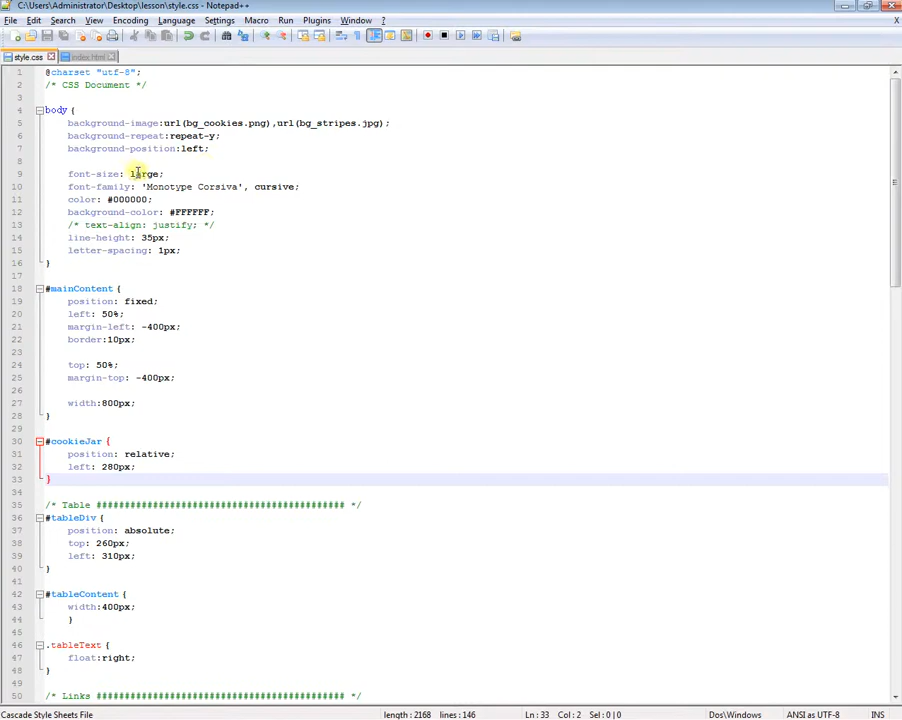 C:\Users\Administrator\Desktop\lesson\style.css - Notepad++
File Edit Search View Encoding Language Settings Macro Run Plugins Window ? X
style.css index.html
1 @charset "utf-8";
2 /* CSS Document */
3
4 body {
5 background-image:url(bg_cookies.png),url(bg_stripes.jpg);
6 background-repeat:repeat-y;
7 background-position:left;
8
9 font-size: large;
10 font-family: 'Monotype Corsiva', cursive;
11 color: #000000;
12 background-color: #FFFFFF;
13 /* text-align: justify; */
14 line-height: 35px;
15 letter-spacing: 1px;
16 }
17
18 #mainContent {
19 position: fixed;
20 left: 50%;
21 margin-left: -400px;
22 border:10px;
23
24 top: 50%;
25 margin-top: -400px;
26
27 width:800px;
28 }
29
30 #cookieJar {
31 position: relative;
32 left: 280px;
33 }
34
35 /* Table ############################################ */
36 #tableDiv {
37 position: absolute;
38 top: 260px;
39 left: 310px;
40 }
41
42 #tableContent {
43 width:400px;
44 }
45
46 .tableText {
47 float:right;
48 }
49
50 /* Links ############################################ */
Cascade Style Sheets File length : 2168 lines : 146 Ln : 33 Col : 2 Sel : 0 | 0 Dos\Windows ANSI as UTF-8 INS